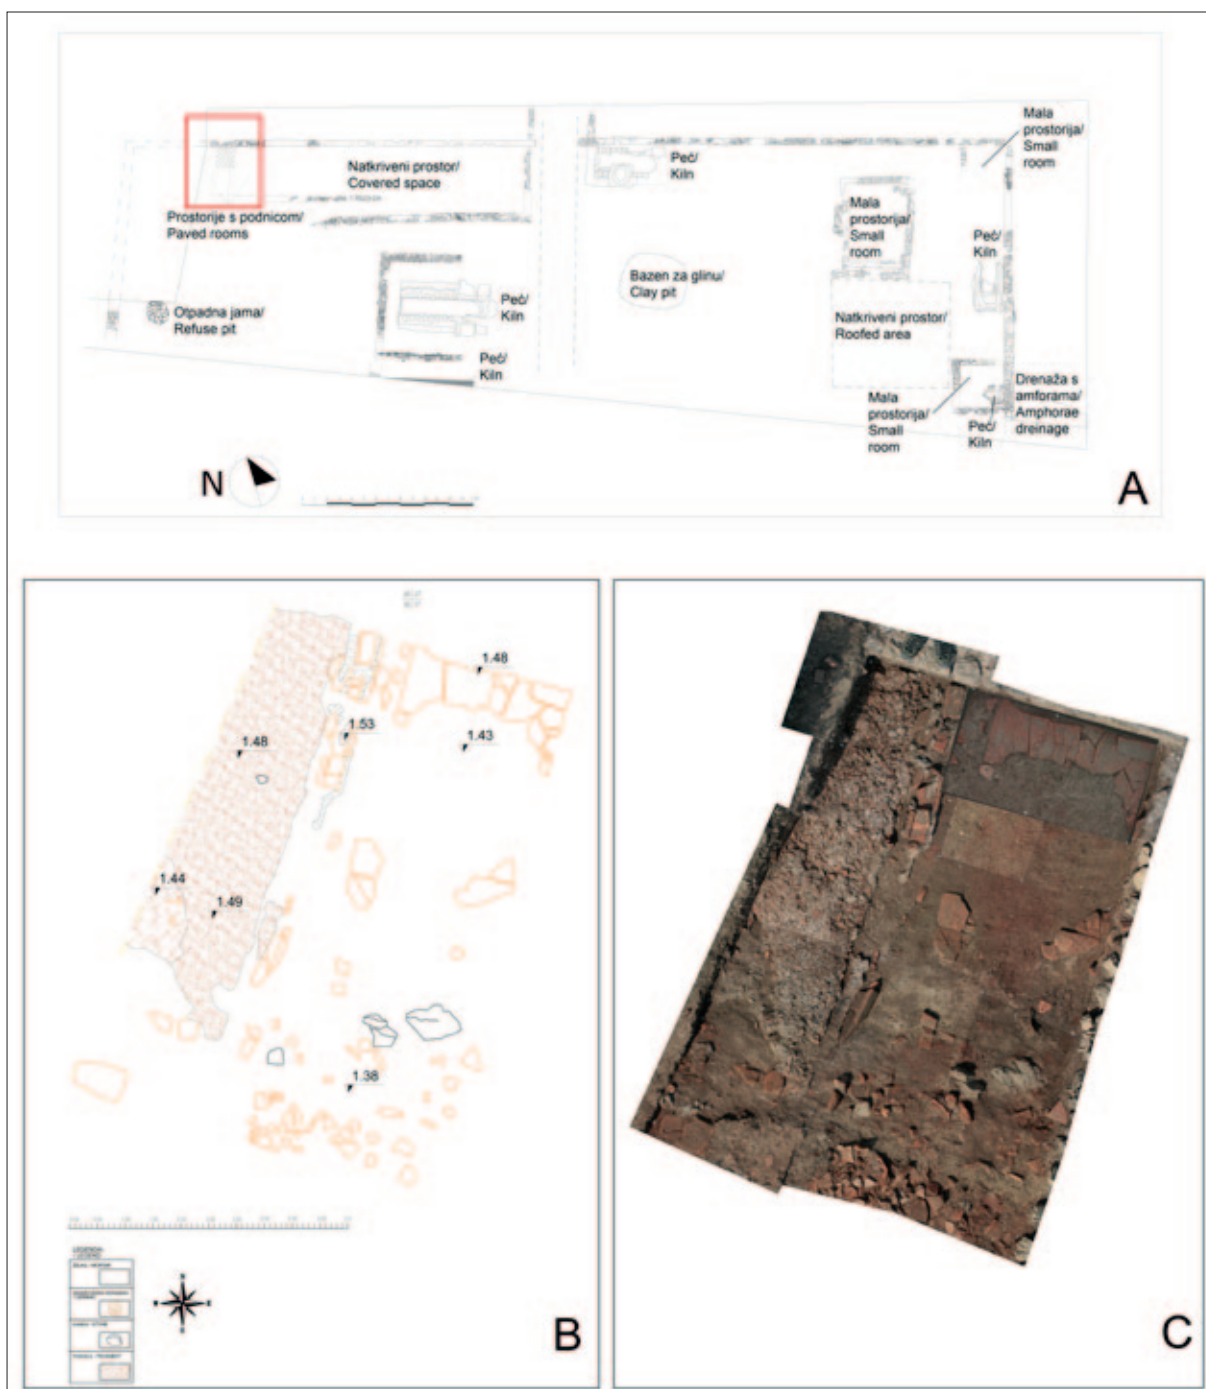 Mala
prostorija/
Small
room
Natkriveni prostor/
Covered space
Peć/
Kiln
Prostorije s podnicom/
Paved rooms
Mala
prostorija/
Small
room
Peć/
Kiln
Bazen za glinu/
Clay pit
Otpadna jama/
Refuse pit
Peć/
Kiln
Natkriveni prostor/
Roofed area
Peć/
Kiln
Mala
prostorija/
Small
room
Peć/
Kiln
Drenaža s
amforama/
Amphorae
dreinage
N
A
1.48
1.53
1.43
1.48
1.44
1.49
1.38
B
C